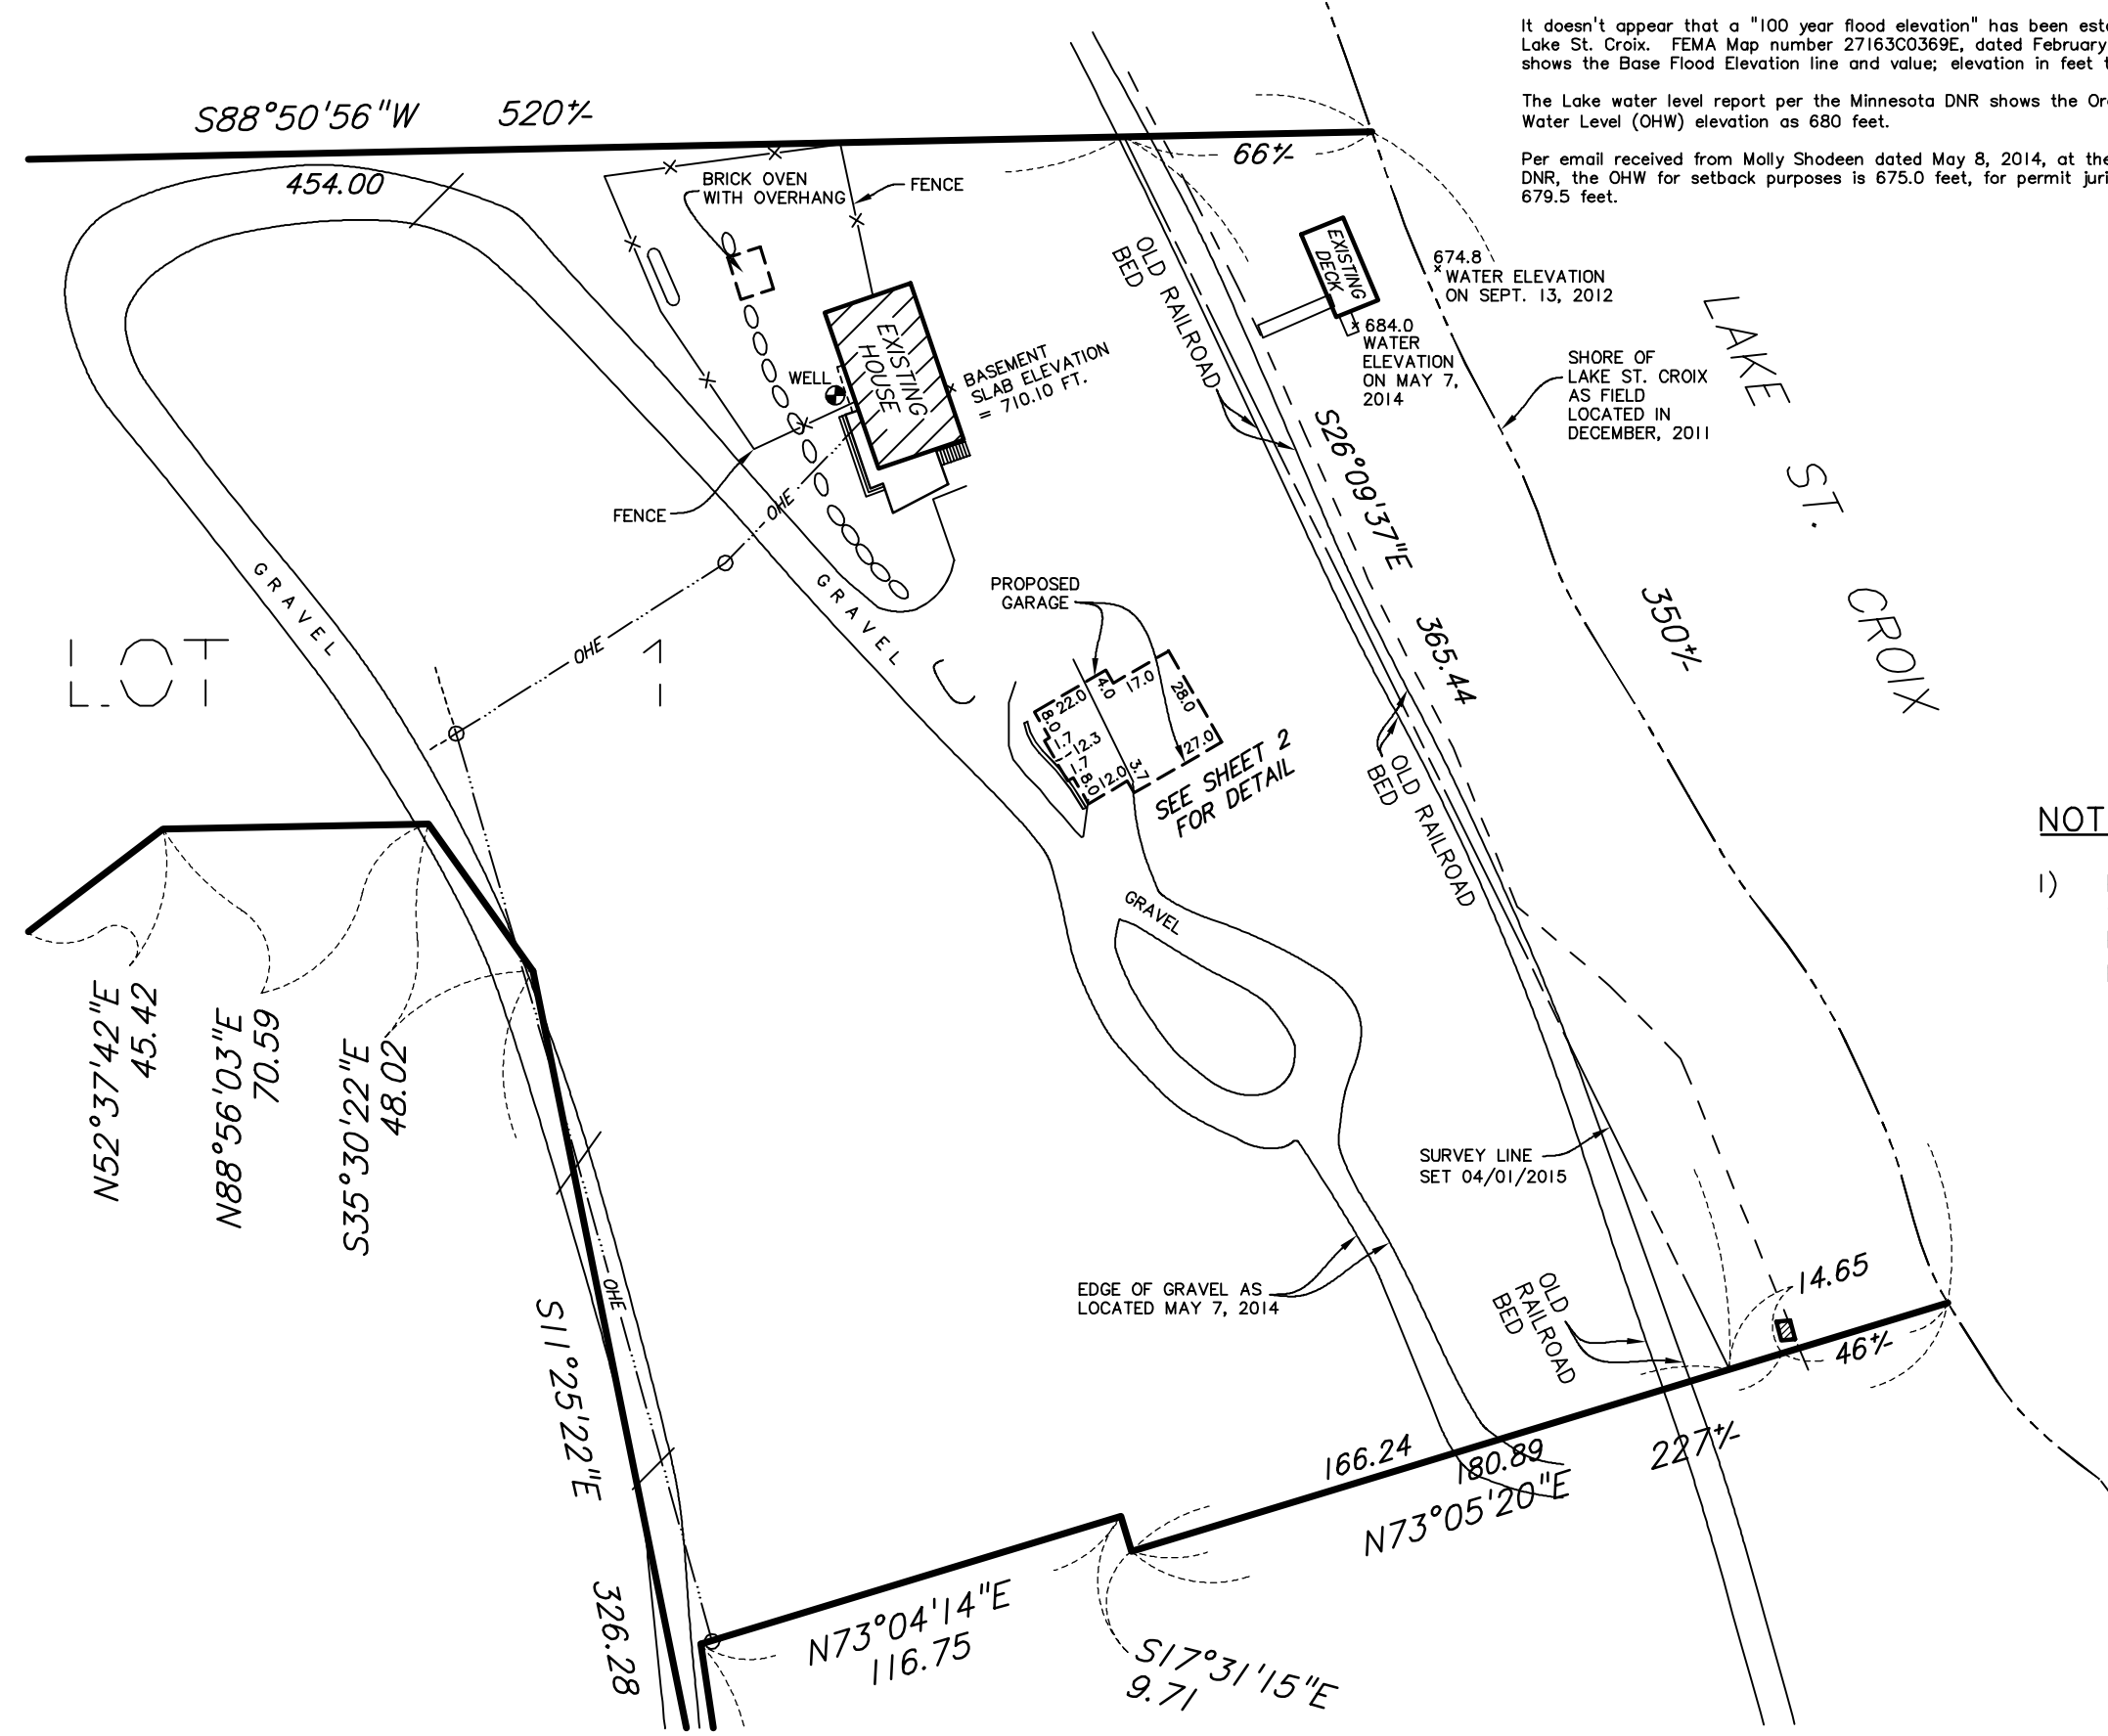 It doesn't appear that a "100 year flood elevation" has been
Lake St. Croix. FEMA Map number 27163C0369E, dated February
shows the Base Flood Elevation line and value; elevation in feet
The Lake water level report per the Minnesota DNR shows the
Water Level (OHW) elevation as 680 feet.
Per email received from Molly Shodeen dated May 8, 2014, at the
DNR, the OHW for setback purposes is 675.0 feet, for permit
679.5 feet.
S88°50'56"W 520+/-
454.00
66+/-
BRICK OVEN
WITH OVERHANG
FENCE
OLD RAILROAD
BED
EXISTING
DECK
674.8
WATER ELEVATION
ON SEPT. 13, 2012
684.0
WATER
ELEVATION
ON MAY 7,
2014
SHORE OF
LAKE ST. CROIX
AS FIELD
LOCATED IN
DECEMBER, 2011
LAKE ST. CROIX
EXISTING
HOUSE
WELL
BASEMENT
SLAB ELEVATION
= 710.10 FT.
FENCE
OHE
S26°09'37"E
365.44
350+/-
GRAVEL
GRAVEL
OHE
LOT 1
PROPOSED
GARAGE
22.0
4.0
17.0
28.0
8.0
1.7
12.3
1.7
8.0
12.0
3.7
27.0
SEE SHEET 2
FOR DETAIL
OLD RAILROAD
BED
GRAVEL
NOT
1)
N52°37'42"E
45.42
N88°56'03"E
70.59
S35°30'22"E
48.02
SURVEY LINE
SET 04/01/2015
EDGE OF GRAVEL AS
LOCATED MAY 7, 2014
OHE
OLD
RAILROAD
BED
14.65
46+/-
S11°25'22"E
326.28
166.24
180.89
227+/-
N73°05'20"E
N73°04'14"E
116.75
S17°31'15"E
9.71